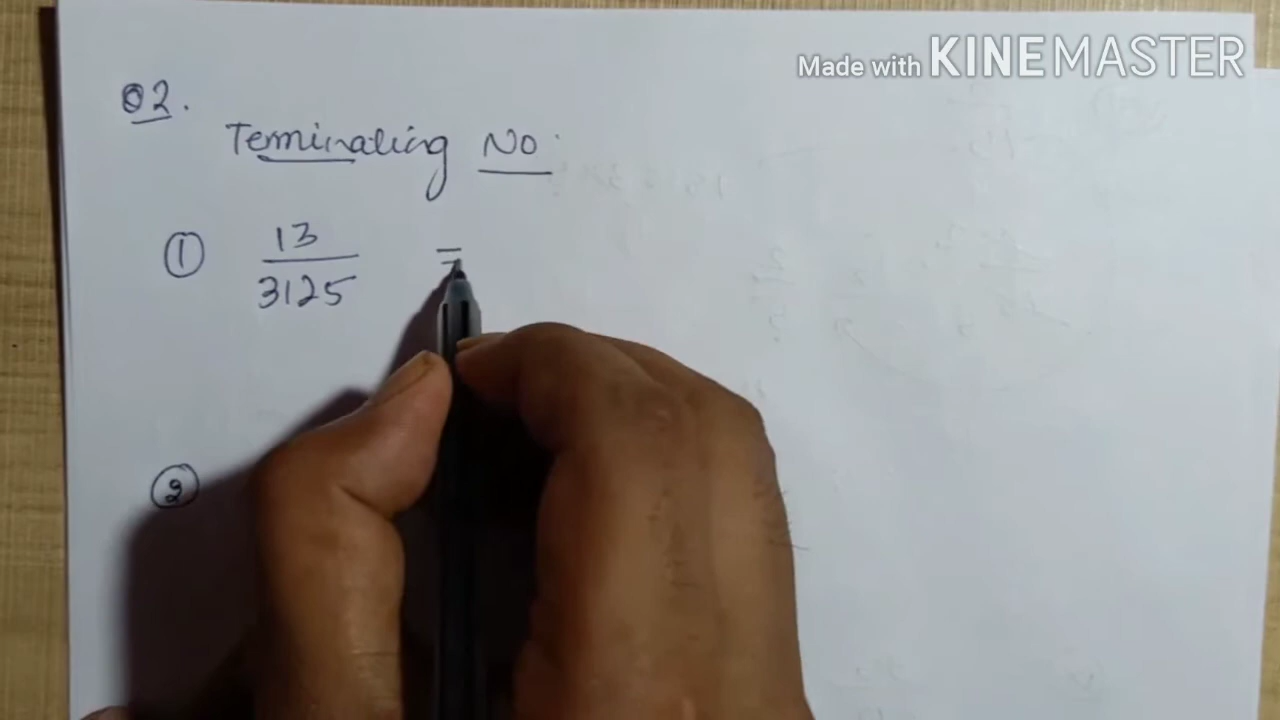 Made with KINEMASTER
Q2.
Terminating No.
① 13
3125 =
②